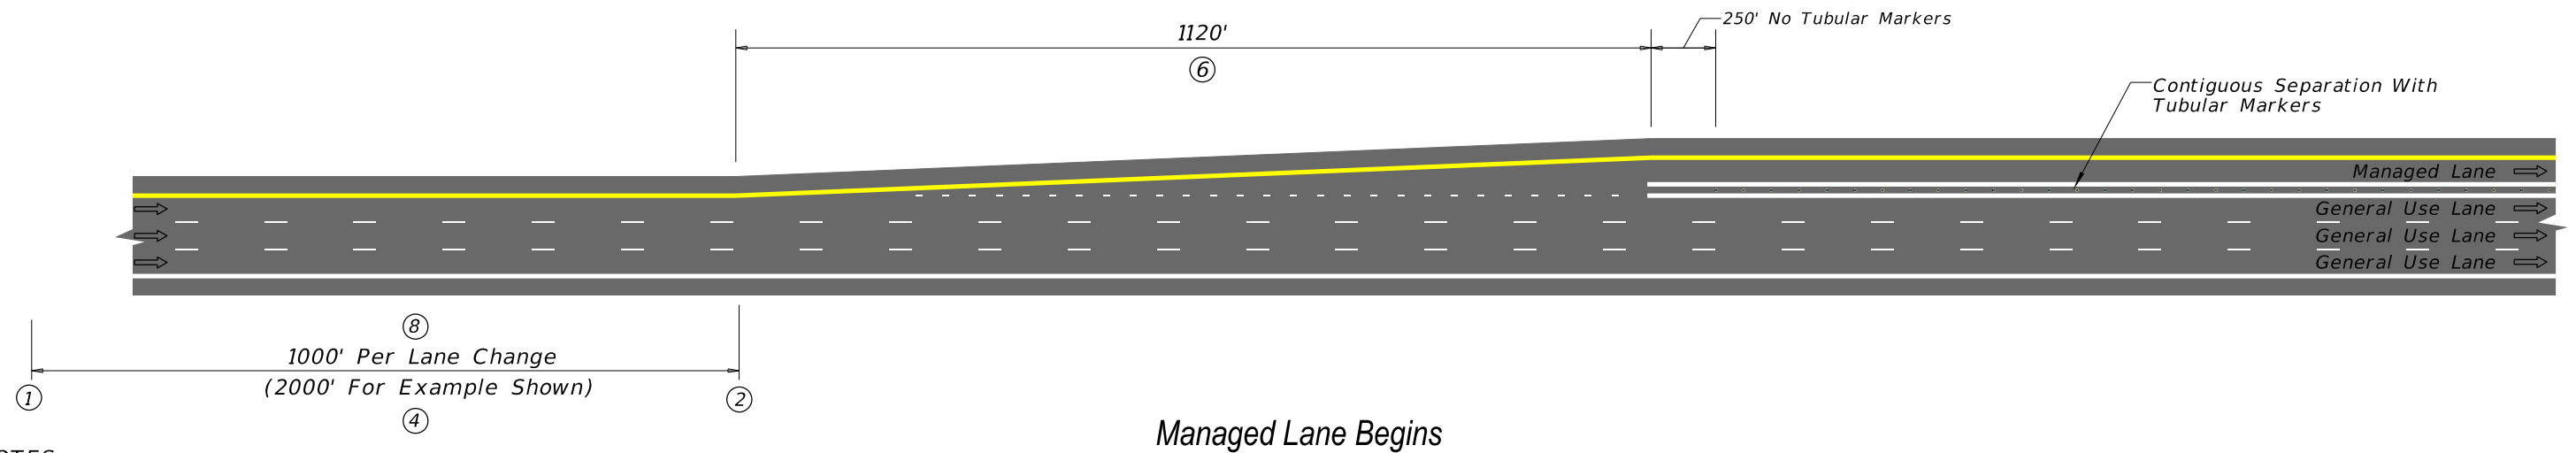 250' No Tubular Markers
1120'
6
Contiguous Separation With
Tubular Markers
Managed Lane
General Use Lane
General Use Lane
General Use Lane
8
1000' Per Lane Change
(2000' For Example Shown)
1
2
4
Managed Lane Begins